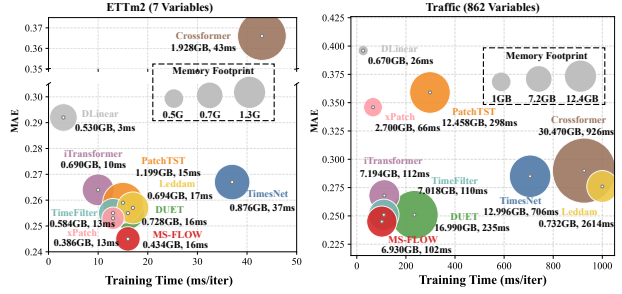 ETTm2 (7 Variables)
MAE
0.37
0.36
0.35
0.30
0.29
0.28
0.27
0.26
0.25
0.24
Crossformer
1.928GB, 43ms
Memory Footprint
0.5G
0.7G
1.3G
DLinear
0.530GB, 3ms
iTransformer
0.690GB, 10ms
PatchTST
1.199GB, 15ms
Leddam
0.694GB, 17ms
TimesNet
0.876GB, 37ms
TimeFilter
0.584GB, 13ms
DUET
0.728GB, 16ms
xPatch
0.386GB, 13ms
MS-FLOW
0.434GB, 16ms
0
10
20
30
40
50
Training Time (ms/iter)
Traffic (862 Variables)
MAE
0.425
0.400
0.375
0.350
0.325
0.300
0.275
0.250
0.225
DLinear
0.670GB, 26ms
Memory Footprint
1GB
7.2GB
12.4GB
xPatch
2.700GB, 66ms
PatchTST
12.458GB, 298ms
Crossformer
30.470GB, 926ms
iTransformer
7.194GB, 112ms
TimeFilter
7.018GB, 110ms
TimesNet
12.996GB, 706ms
Leddam
0.732GB, 2614ms
DUET
16.990GB, 235ms
MS-FLOW
6.930GB, 102ms
0
200
400
600
800
1000
Training Time (ms/iter)